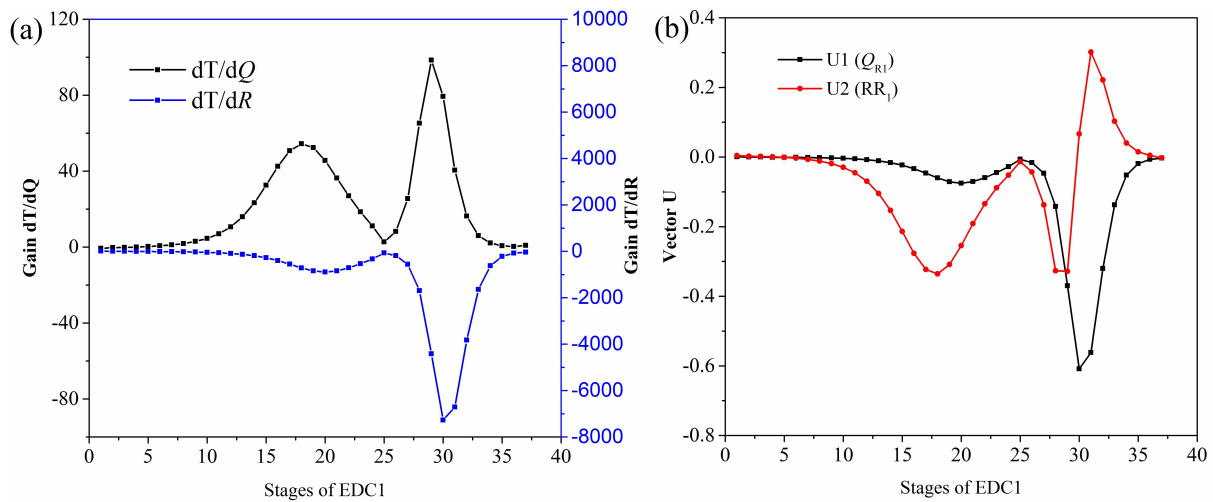 (a)
Gain dT/dQ
120
80
40
0
-40
-80
dT/dQ
dT/dR
10000
8000
6000
4000
2000
0
-2000
-4000
-6000
-8000
Gain dT/dR
0 5 10 15 20 25 30 35 40
Stages of EDC1
(b)
Vector U
0.4
0.2
0.0
-0.2
-0.4
-0.6
-0.8
U1 (QR1)
U2 (RR1)
0 5 10 15 20 25 30 35 40
Stages of EDC1